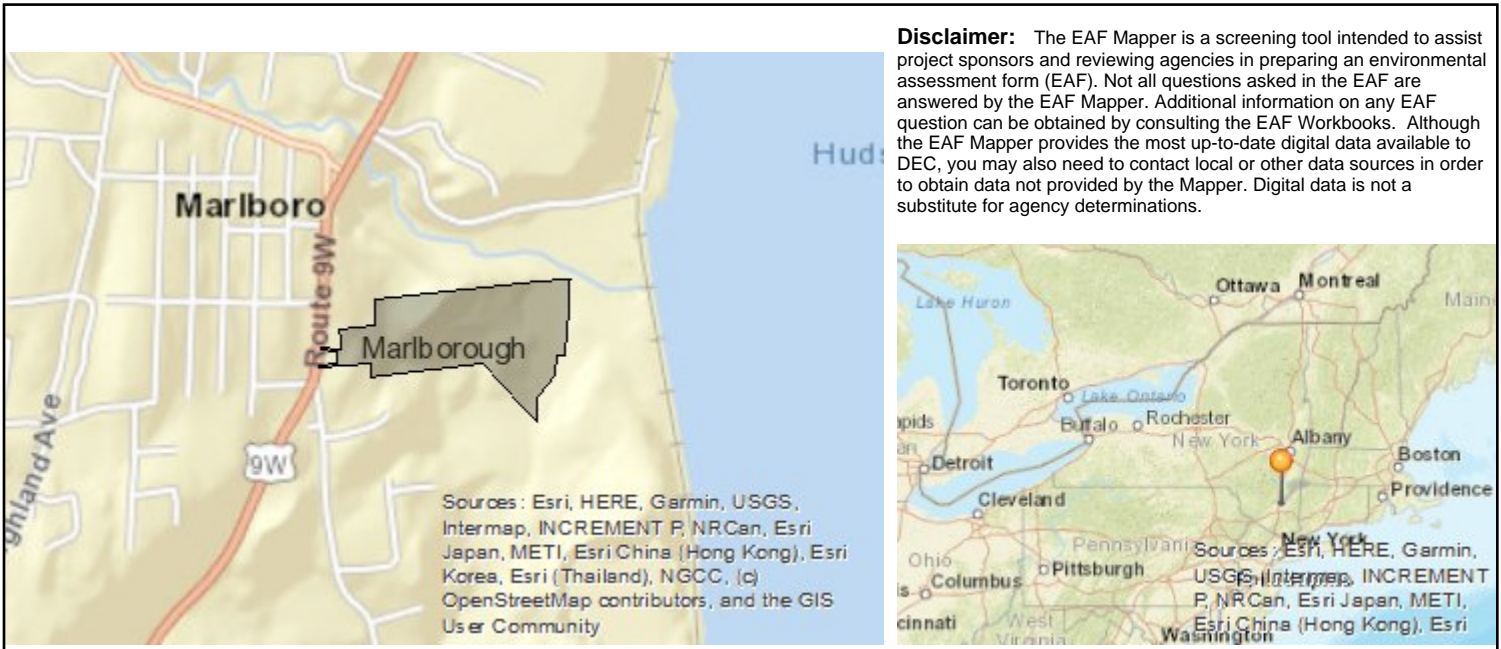 Disclaimer: The EAF Mapper is a screening tool intended to assist
project sponsors and reviewing agencies in preparing an environmental
assessment form (EAF). Not all questions asked in the EAF are
answered by the EAF Mapper. Additional information on any EAF
question can be obtained by consulting the EAF Workbooks. Although
the EAF Mapper provides the most up-to-date digital data available to
DEC, you may also need to contact local or other data sources in order
to obtain data not provided by the Mapper. Digital data is not a
substitute for agency determinations.
Huds
Marlboro
Route 9W
Marlborough
9W
ghland Ave
Sources: Esri, HERE, Garmin, USGS,
Intermap, INCREMENT P, NRCan, Esri
Japan, METI, Esri China (Hong Kong), Esri
Korea, Esri (Thailand), NGCC, (c)
OpenStreetMap contributors, and the GIS
User Community
Ottawa
Montreal
Lake Huron
Main
Toronto
Lake Ontario
apids
Buffalo
Rochester
New York
Albany
Detroit
Boston
Providence
Cleveland
New York
Pennsylvania
Ohio
Pittsburgh
Columbus
is
cinnati
West
Virginia
Washington
Sources: Esri, HERE, Garmin,
USGS, Intermap, INCREMENT
P, NRCan, Esri Japan, METI,
Esri China (Hong Kong), Esri